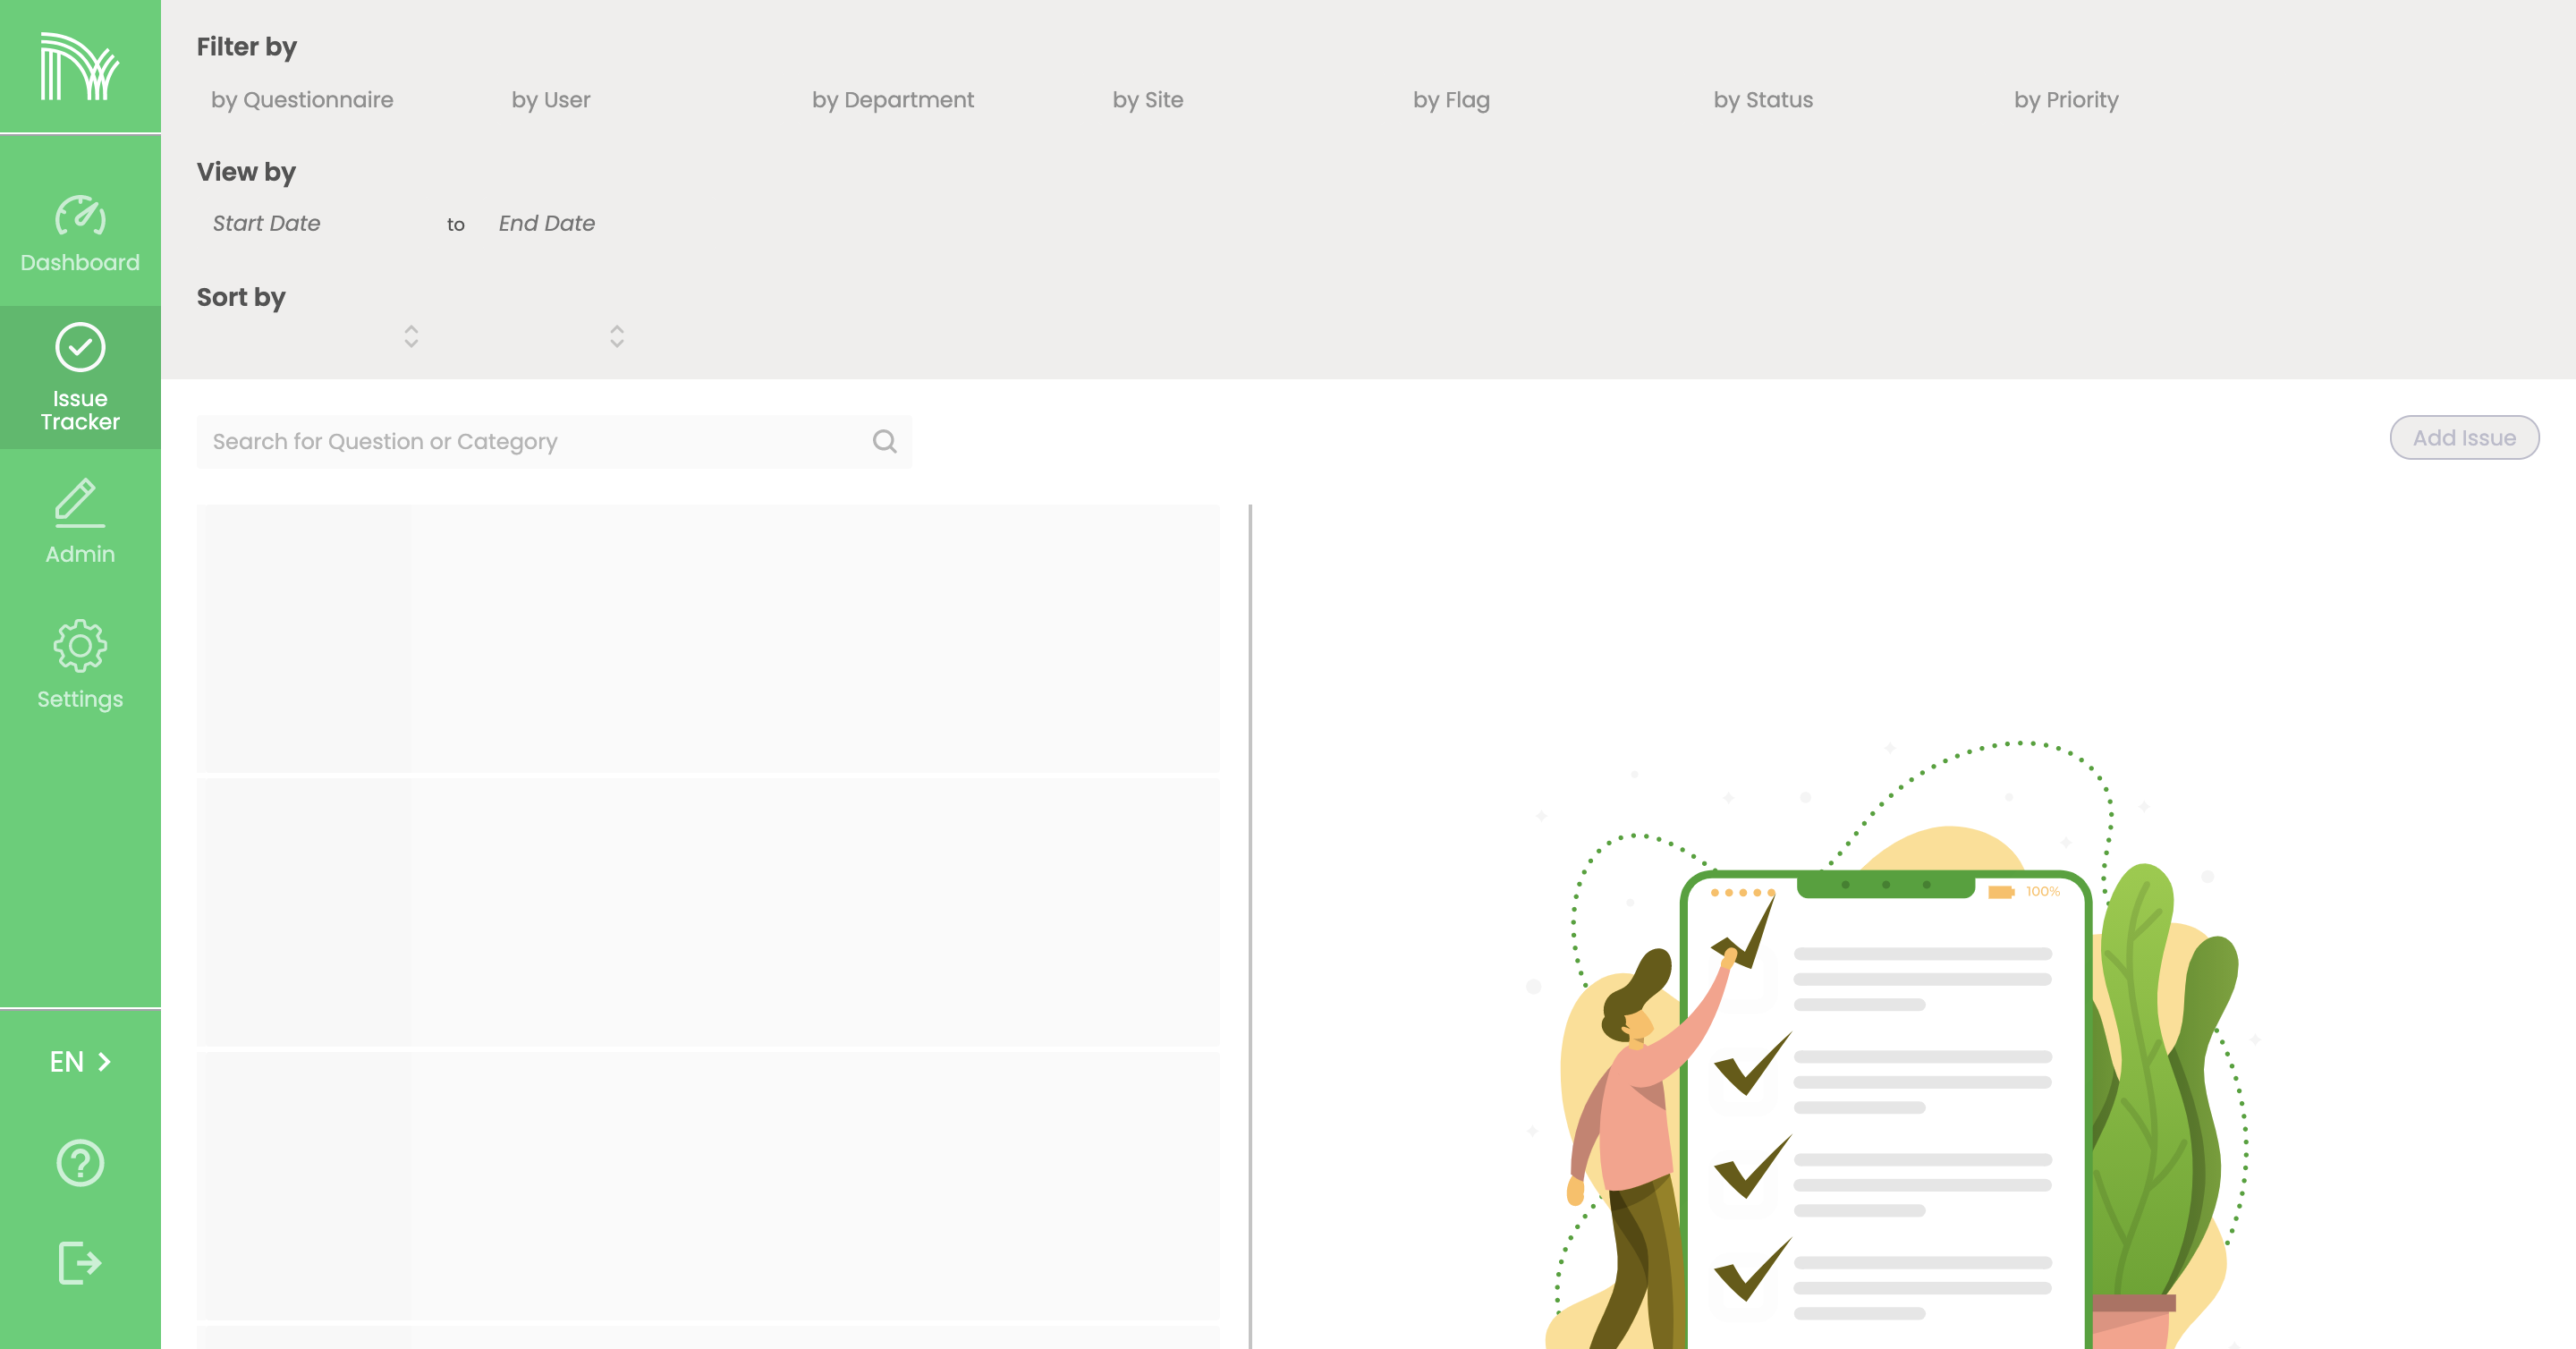 Filter by
by Questionnaire by User by Department by Site by Flag by Status by Priority
View by
Start Date to End Date
Sort by
Dashboard
Issue
Tracker
Admin
Settings
EN
Search for Question or Category
Add Issue
100%